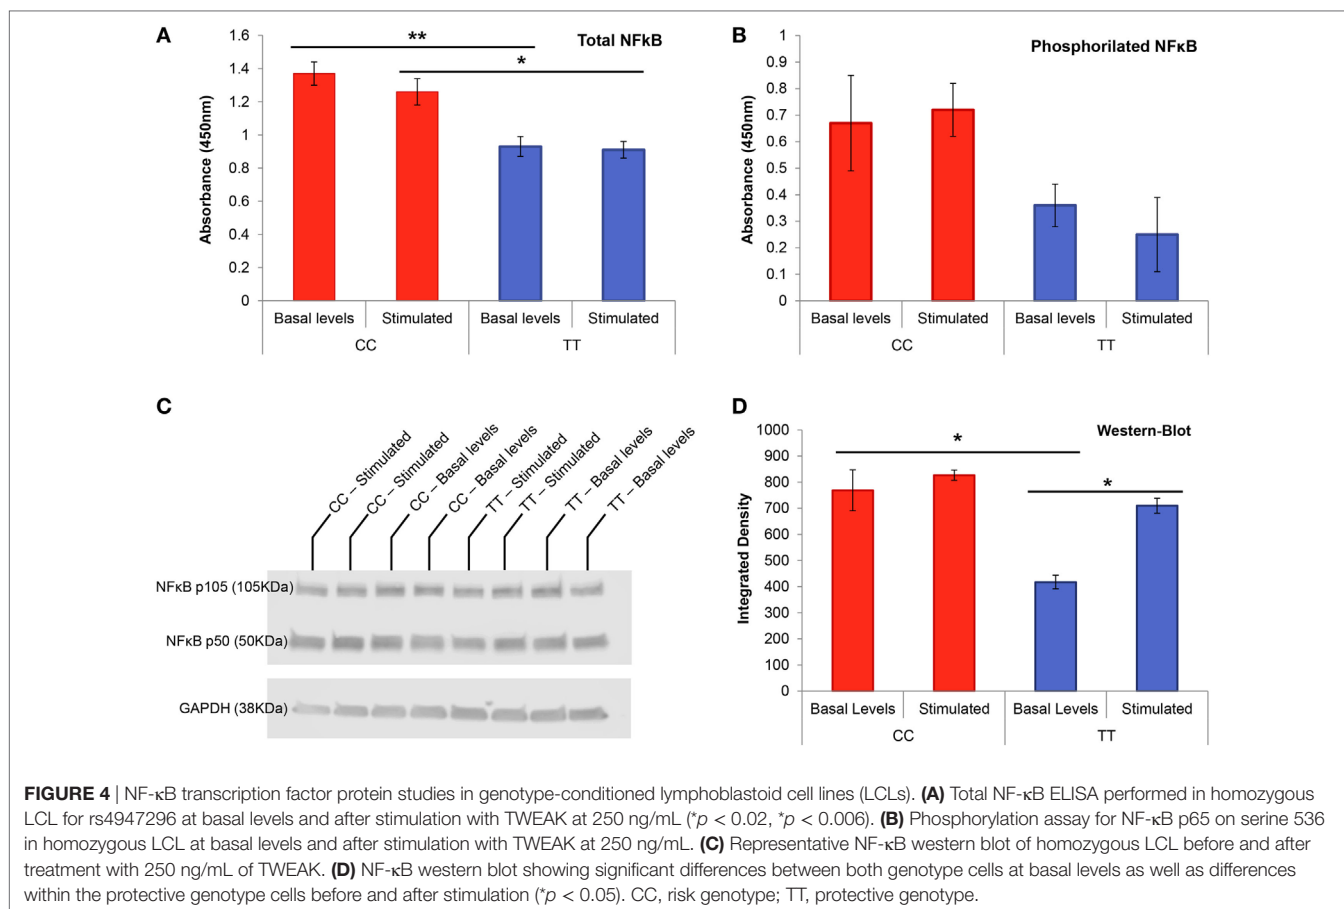 A
Total NFkB
**
*
Absorbance (450nm)
1.6
1.4
1.2
1
0.8
0.6
0.4
0.2
0
Basal levels Stimulated Basal levels Stimulated
CC TT
B
Phosphorilated NFκB
Absorbance (450nm)
1
0.9
0.8
0.7
0.6
0.5
0.4
0.3
0.2
0.1
0
Basal levels Stimulated Basal levels Stimulated
CC TT
C
CC – Stimulated
CC – Stimulated
CC – Basal levels
CC – Basal levels
TT – Stimulated
TT – Stimulated
TT – Basal levels
TT – Basal levels
NFκB p105 (105KDa)
NFκB p50 (50KDa)
GAPDH (38KDa)
D
Western-Blot
*
*
Integrated Density
1000
900
800
700
600
500
400
300
200
100
0
Basal Levels Stimulated Basal Levels Stimulated
CC TT
FIGURE 4 | NF-κB transcription factor protein studies in genotype-conditioned lymphoblastoid cell lines (LCLs). (A) Total NF-κB ELISA performed in homozygous
LCL for rs4947296 at basal levels and after stimulation with TWEAK at 250 ng/mL (*p < 0.02, *p < 0.006). (B) Phosphorylation assay for NF-κB p65 on serine 536
in homozygous LCL at basal levels and after stimulation with TWEAK at 250 ng/mL. (C) Representative NF-κB western blot of homozygous LCL before and after
treatment with 250 ng/mL of TWEAK. (D) NF-κB western blot showing significant differences between both genotype cells at basal levels as well as differences
within the protective genotype cells before and after stimulation (*p < 0.05). CC, risk genotype; TT, protective genotype.